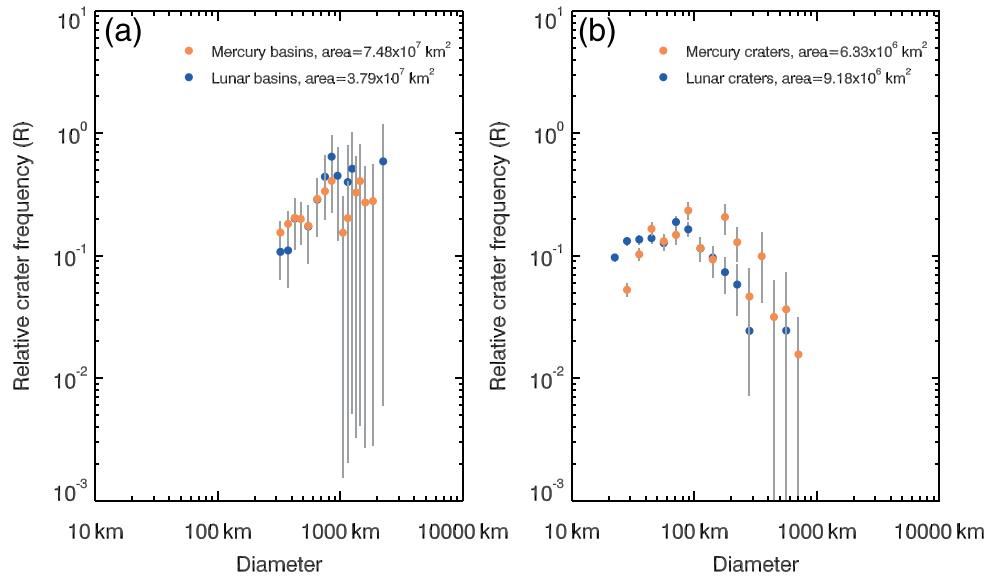 (a)
Mercury basins, area=7.48x10⁷ km²
Lunar basins, area=3.79x10⁷ km²
Relative crater frequency (R)
10¹
10⁰
10⁻¹
10⁻²
10⁻³
10 km 100 km 1000 km 10000 km
Diameter
(b)
Mercury craters, area=6.33x10⁶ km²
Lunar craters, area=9.18x10⁶ km²
Relative crater frequency (R)
10¹
10⁰
10⁻¹
10⁻²
10⁻³
10 km 100 km 1000 km 10000 km
Diameter